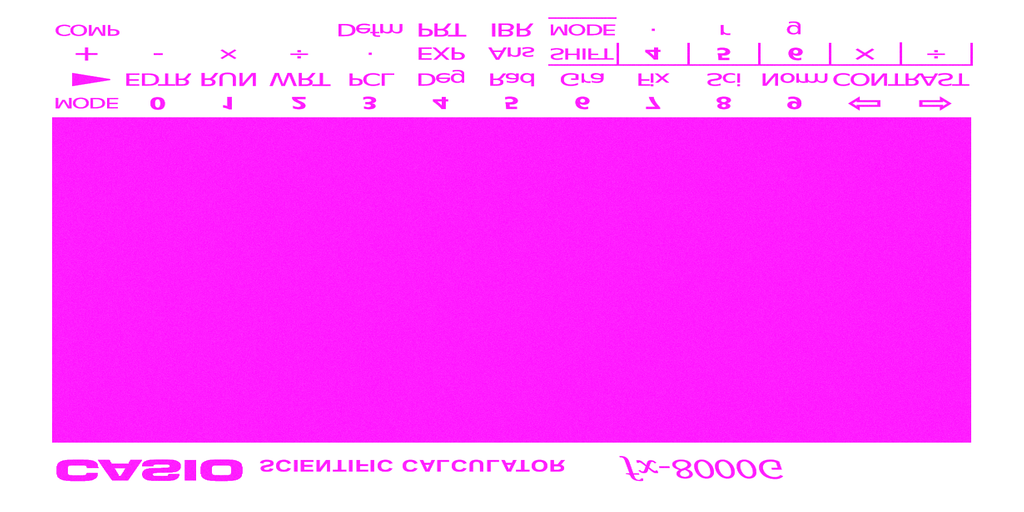 CASIO SCIENTIFIC CALCULATOR fx-8000G
MODE 0 1 2 3 4 5 6 7 8 9 ⇦ ⇨
▶ EDTR RUN WRT PCL Deg Rad Gra Fix Sci Norm CONTRAST
+ - × ÷ · EXP Ans SHIFT 4 5 6 × ÷
COMP Defm PRT IBR MODE · r g